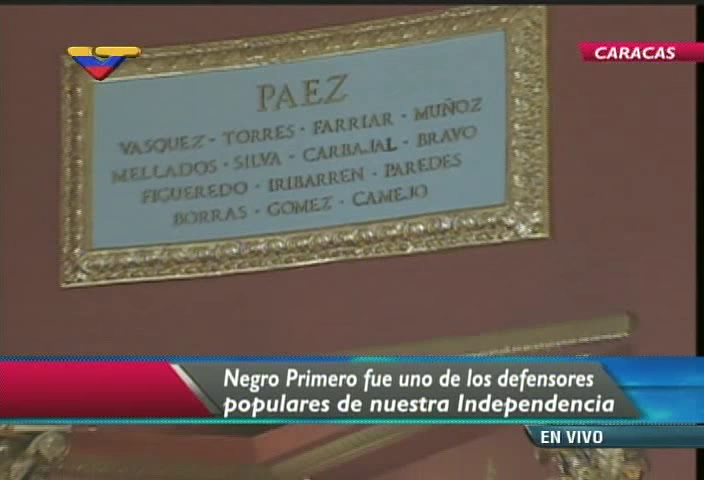 CARACAS
PAEZ
VASQUEZ · TORRES · FARRIAR · MUÑOZ
MELLADOS · SILVA · CARBAJAL · BRAVO
FIGUEREDO · IRIBARREN · PAREDES
BORRAS · GOMEZ · CAMEJO
Negro Primero fue uno de los defensores
populares de nuestra Independencia
EN VIVO